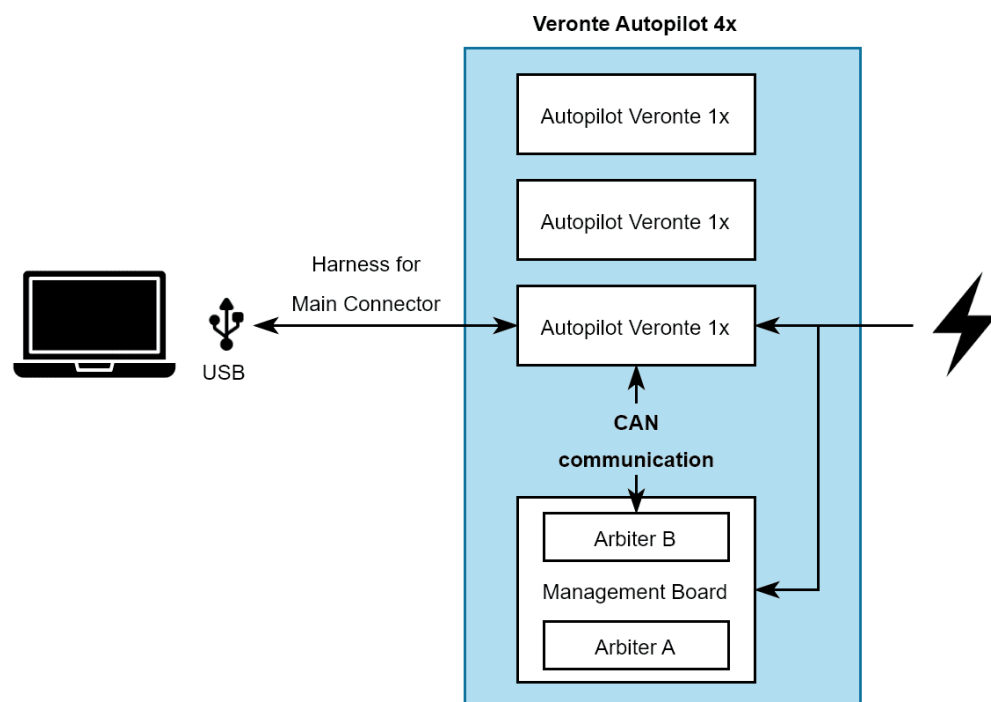 Veronte Autopilot 4x
Autopilot Veronte 1x
Autopilot Veronte 1x
Harness for
Main Connector
Autopilot Veronte 1x
USB
CAN
communication
Arbiter B
Management Board
Arbiter A